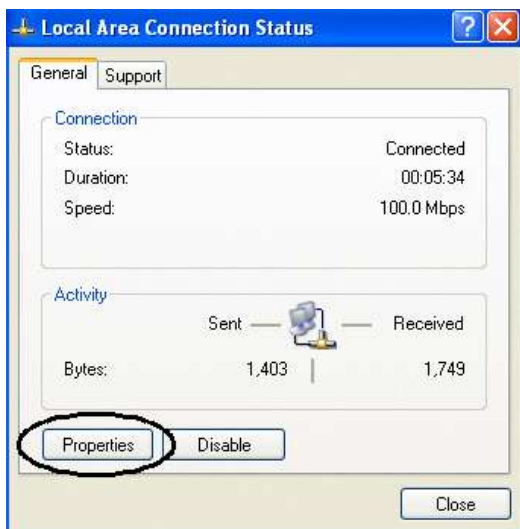 Local Area Connection Status
General Support
Connection
Status: Connected
Duration: 00:05:34
Speed: 100.0 Mbps
Activity
Sent Received
Bytes: 1,403 1,749
Properties Disable
Close